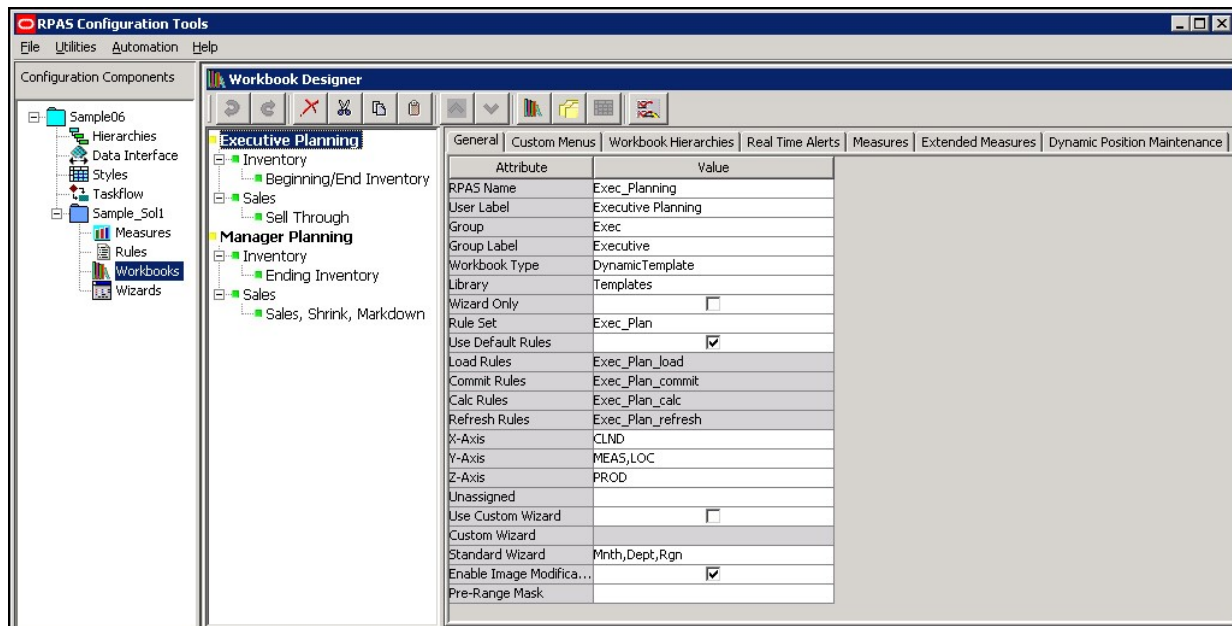 RPAS Configuration Tools
File Utilities Automation Help
Configuration Components
Sample06
Hierarchies
Data Interface
Styles
Taskflow
Sample_Sol1
Measures
Rules
Workbooks
Wizards
Workbook Designer
Executive Planning
Inventory
Beginning/End Inventory
Sales
Sell Through
Manager Planning
Inventory
Ending Inventory
Sales
Sales, Shrink, Markdown
General Custom Menus Workbook Hierarchies Real Time Alerts Measures Extended Measures Dynamic Position Maintenance
Attribute Value
RPAS Name Exec_Planning
User Label Executive Planning
Group Exec
Group Label Executive
Workbook Type DynamicTemplate
Library Templates
Wizard Only
Rule Set Exec_Plan
Use Default Rules
Load Rules Exec_Plan_load
Commit Rules Exec_Plan_commit
Calc Rules Exec_Plan_calc
Refresh Rules Exec_Plan_refresh
X-Axis CLND
Y-Axis MEAS,LOC
Z-Axis PROD
Unassigned
Use Custom Wizard
Custom Wizard
Standard Wizard Mnth,Dept,Rgn
Enable Image Modifica...
Pre-Range Mask